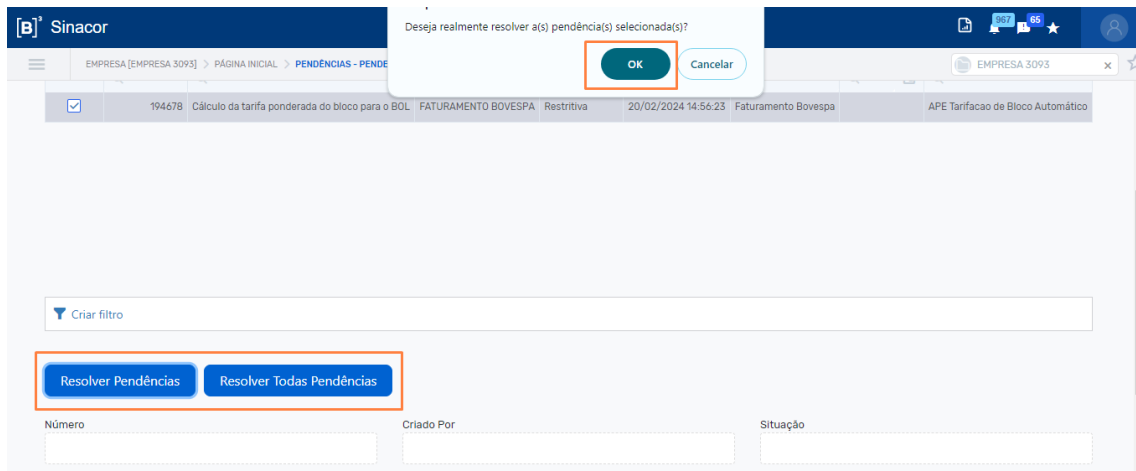 [B]³ Sinacor
Deseja realmente resolver a(s) pendência(s) selecionada(s)?
967
65
OK
Cancelar
EMPRESA [EMPRESA 3093] > PÁGINA INICIAL > PENDÊNCIAS - PENDE
EMPRESA 3093 x
194678 Cálculo da tarifa ponderada do bloco para o BOL FATURAMENTO BOVESPA Restritiva 20/02/2024 14:56:23 Faturamento Bovespa APE Tarifacao de Bloco Automático
Criar filtro
Resolver Pendências
Resolver Todas Pendências
Número
Criado Por
Situação